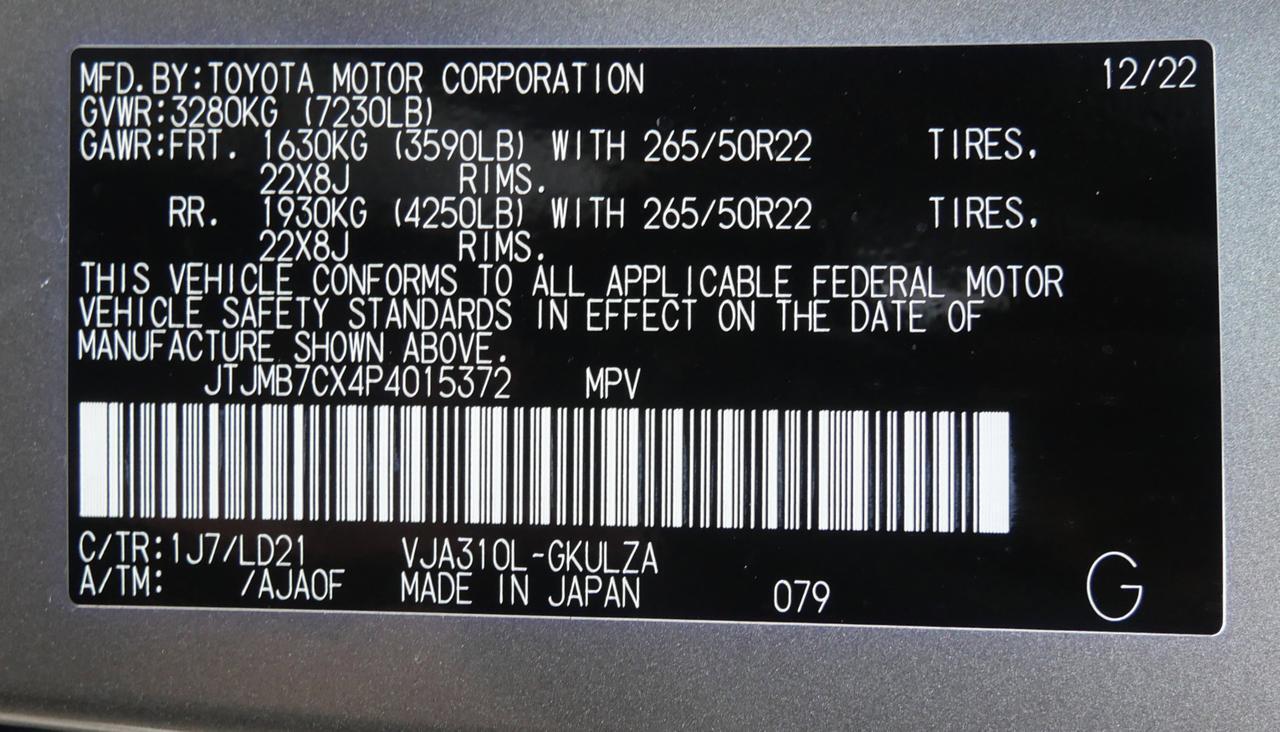 MFD.BY:TOYOTA MOTOR CORPORATION 12/22
GVWR:3280KG (7230LB)
GAWR:FRT. 1630KG (3590LB) WITH 265/50R22 TIRES.
22X8J RIMS.
RR. 1930KG (4250LB) WITH 265/50R22 TIRES.
22X8J RIMS.
THIS VEHICLE CONFORMS TO ALL APPLICABLE FEDERAL MOTOR
VEHICLE SAFETY STANDARDS IN EFFECT ON THE DATE OF
MANUFACTURE SHOWN ABOVE.
JTJMB7CX4P4015372 MPV
C/TR:1J7/LD21 VJA310L-GKULZA
A/TM: /AJA0F MADE IN JAPAN 079 G